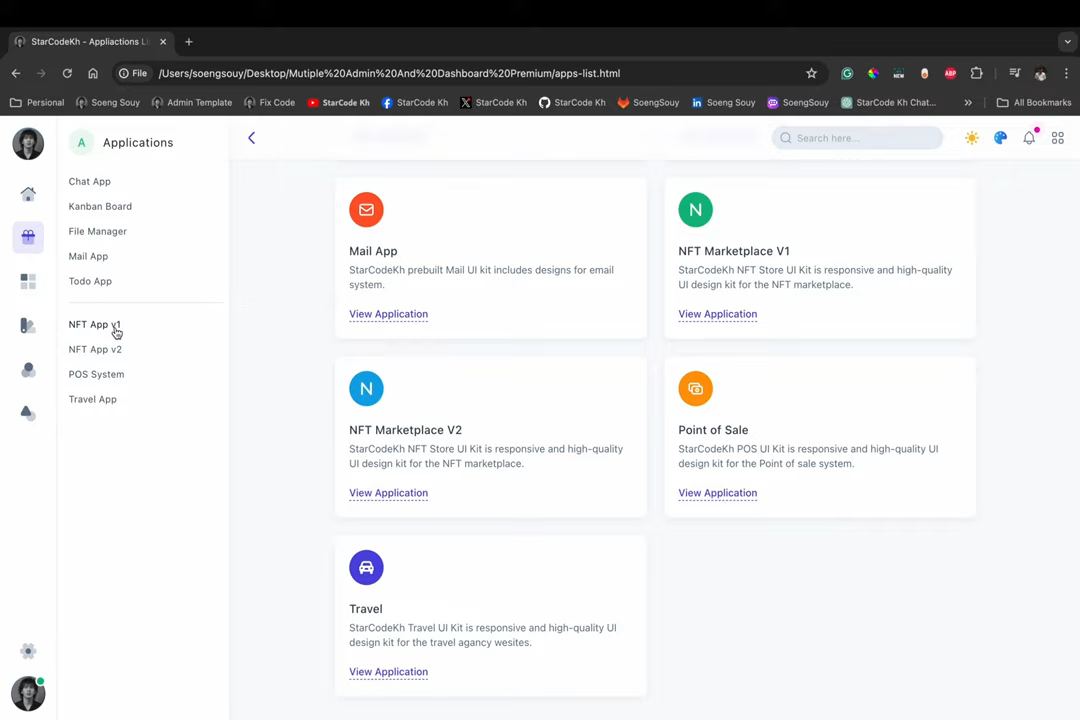 StarCodeKh - Appliactions Li
File
/Users/soengsouy/Desktop/Mutiple%20Admin%20And%20Dashboard%20Premium/apps-list.html
Personal
Soeng Souy
Admin Template
Fix Code
StarCode Kh
StarCode Kh
StarCode Kh
StarCode Kh
SoengSouy
Soeng Souy
SoengSouy
StarCode Kh Chat...
All Bookmarks
A
Applications
Search here...
Chat App
Kanban Board
File Manager
Mail App
Todo App
NFT App v1
NFT App v2
POS System
Travel App
Mail App
StarCodeKh prebuilt Mail UI kit includes designs for email
system.
View Application
N
NFT Marketplace V1
StarCodeKh NFT Store UI Kit is responsive and high-quality
UI design kit for the NFT marketplace.
View Application
N
NFT Marketplace V2
StarCodeKh NFT Store UI Kit is responsive and high-quality
UI design kit for the NFT marketplace.
View Application
Point of Sale
StarCodeKh POS UI Kit is responsive and high-quality UI
design kit for the Point of sale system.
View Application
Travel
StarCodeKh Travel UI Kit is responsive and high-quality UI
design kit for the travel agancy wesites.
View Application